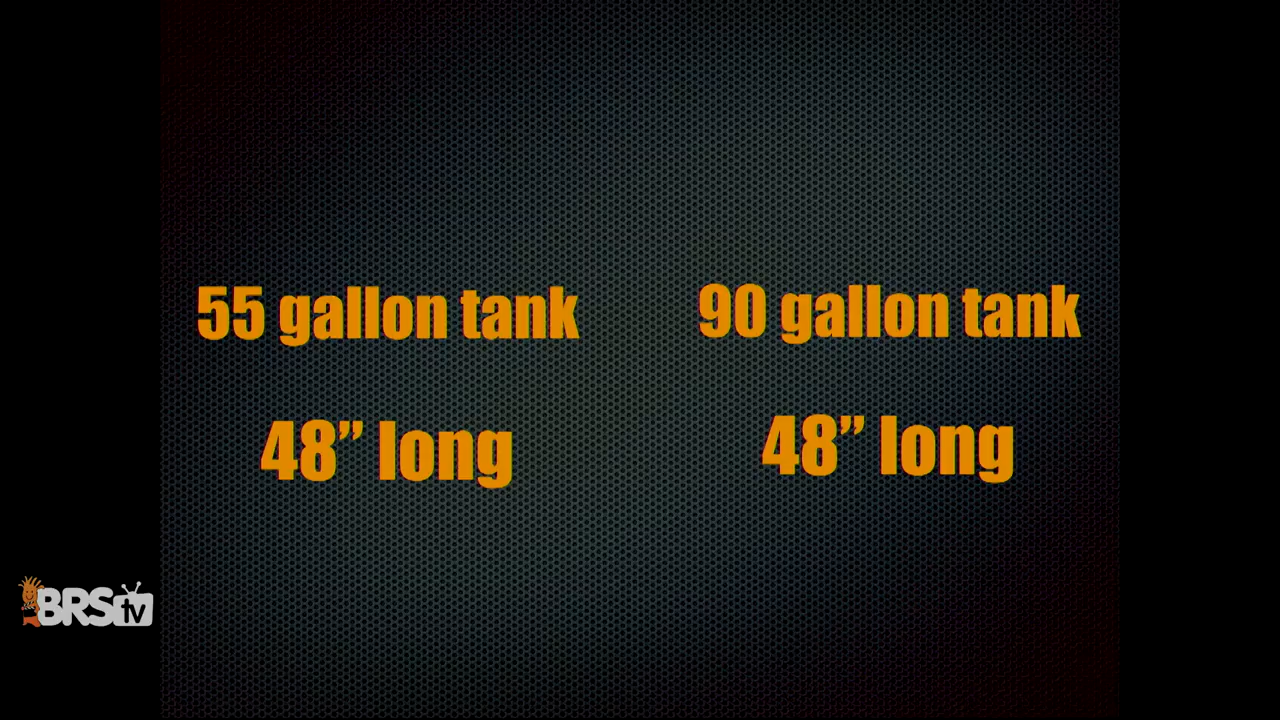 55 gallon tank
48” long
90 gallon tank
48” long
BRStv